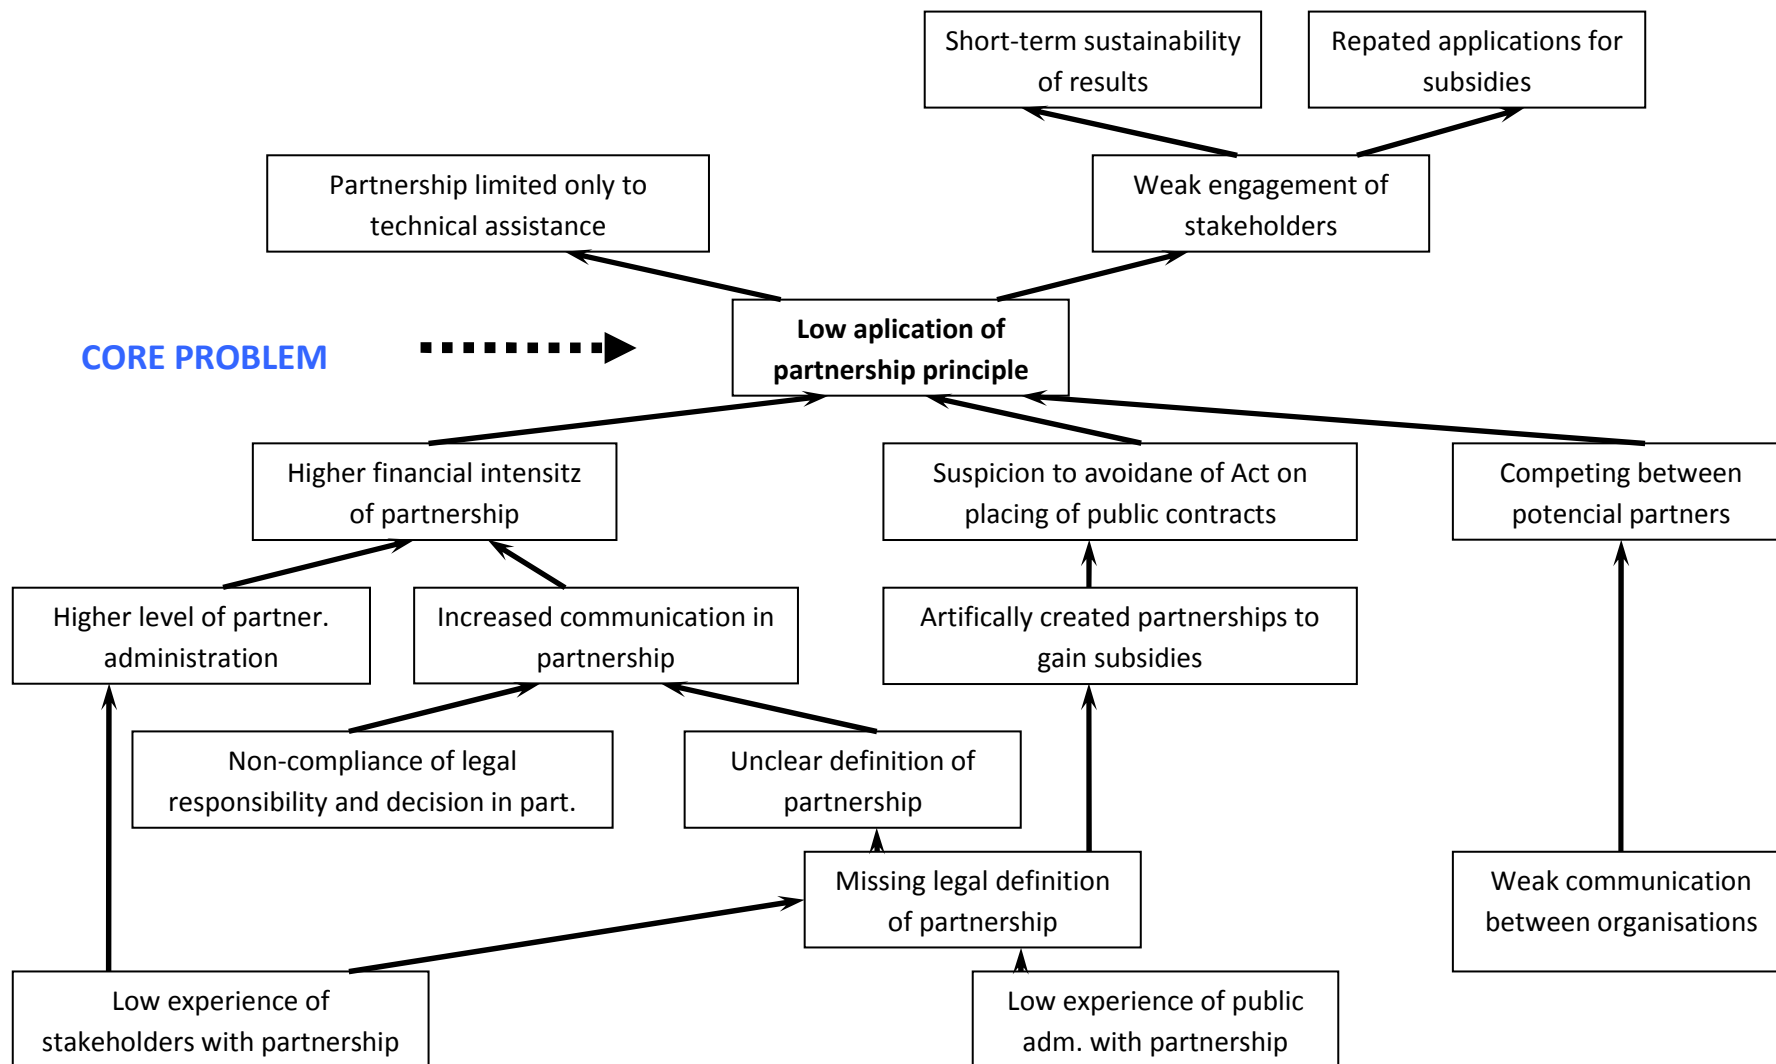 Short-term sustainability
of results
Repated applications for
subsidies
Partnership limited only to
technical assistance
Weak engagement of
stakeholders
CORE PROBLEM
Low aplication of
partnership principle
Higher financial intensitz
of partnership
Suspicion to avoidane of Act on
placing of public contracts
Competing between
potencial partners
Higher level of partner.
administration
Increased communication in
partnership
Artifically created partnerships to
gain subsidies
Non-compliance of legal
responsibility and decision in part.
Unclear definition of
partnership
Missing legal definition
of partnership
Weak communication
between organisations
Low experience of
stakeholders with partnership
Low experience of public
adm. with partnership